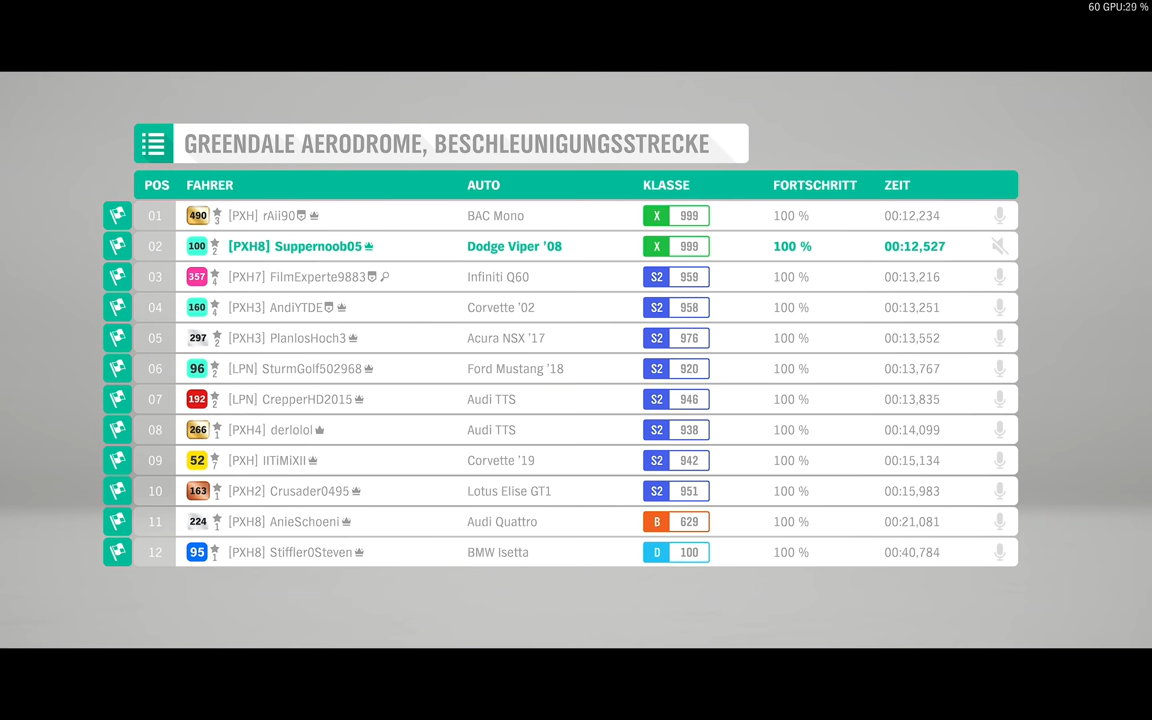 60 GPU:29 %
GREENDALE AERODROME, BESCHLEUNIGUNGSSTRECKE
POS FAHRER AUTO KLASSE FORTSCHRITT ZEIT
01 490 3 [PXH] rAii90 BAC Mono X 999 100 % 00:12,234
02 100 2 [PXH8] Suppernoob05 Dodge Viper '08 X 999 100 % 00:12,527
03 357 4 [PXH7] FilmExperte9883 Infiniti Q60 S2 959 100 % 00:13,216
04 160 4 [PXH3] AndiYTDE Corvette '02 S2 958 100 % 00:13,251
05 297 2 [PXH3] PlanlosHoch3 Acura NSX '17 S2 976 100 % 00:13,552
06 96 2 [LPN] SturmGolf502968 Ford Mustang '18 S2 920 100 % 00:13,767
07 192 2 [LPN] CrepperHD2015 Audi TTS S2 946 100 % 00:13,835
08 266 1 [PXH4] derlolol Audi TTS S2 938 100 % 00:14,099
09 52 7 [PXH] IITiMiXII Corvette '19 S2 942 100 % 00:15,134
10 163 1 [PXH2] Crusader0495 Lotus Elise GT1 S2 951 100 % 00:15,983
11 224 1 [PXH8] AnieSchoeni Audi Quattro B 629 100 % 00:21,081
12 95 1 [PXH8] Stiffler0Steven BMW Isetta D 100 100 % 00:40,784